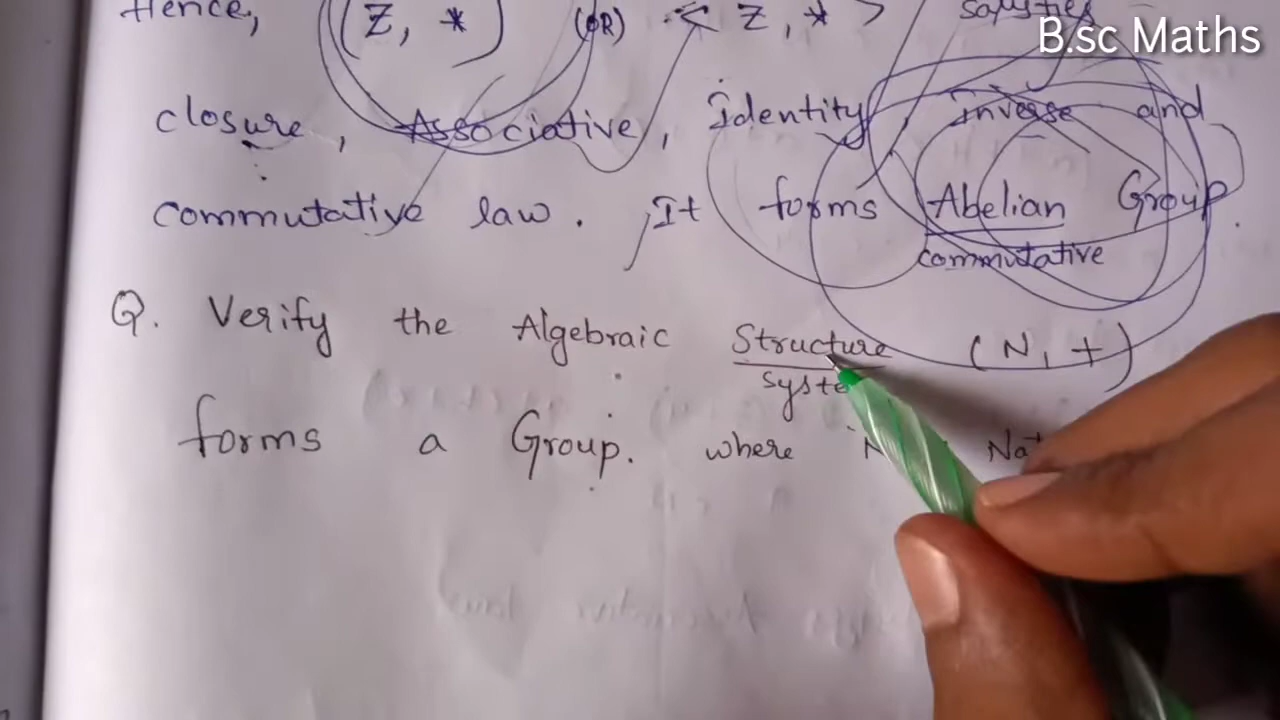 Hence, (Z, *) (OR) < Z, * > satisfies
B.sc Maths
closure, Associative, Identity Inverse and
commutative law. It forms Abelian Group.
commutative
Q. Verify the Algebraic Structure (N, +)
forms a Group. where